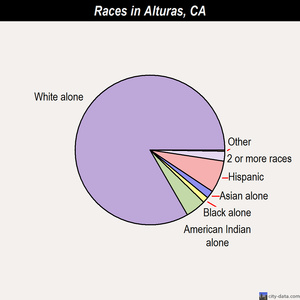 Races in Alturas, CA
White alone
Other
2 or more races
Hispanic
Asian alone
Black alone
American Indian
alone
city-data.com